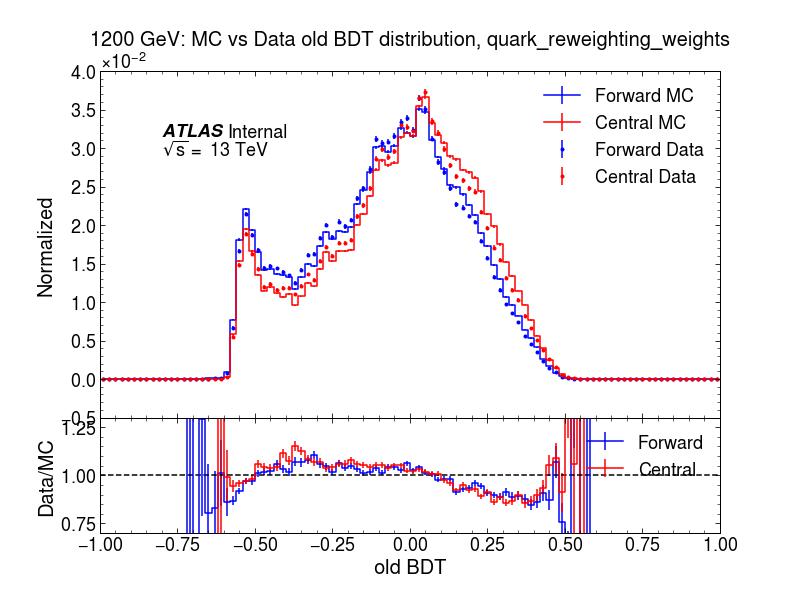 1200 GeV: MC vs Data old BDT distribution, quark_reweighting_weights
×10⁻²
4.0
3.5
3.0
2.5
2.0
1.5
1.0
0.5
0.0
−0.5
Normalized
ATLAS Internal
√s = 13 TeV
Forward MC
Central MC
Forward Data
Central Data
1.25
1.00
0.75
Data/MC
Forward
Central
−1.00 −0.75 −0.50 −0.25 0.00 0.25 0.50 0.75 1.00
old BDT